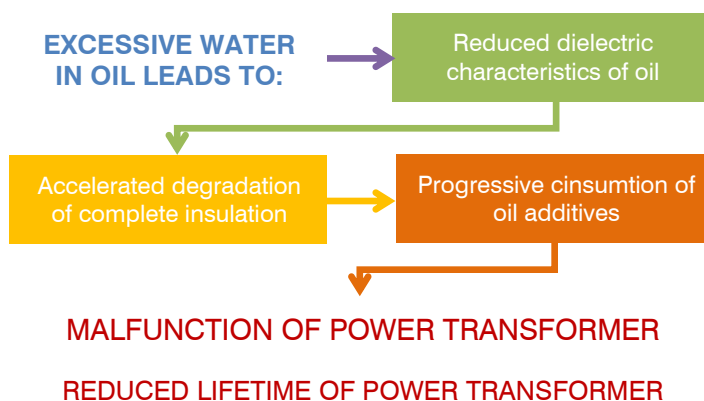 EXCESSIVE WATER
IN OIL LEADS TO:
Reduced dielectric
characteristics of oil
Accelerated degradation
of complete insulation
Progressive cinsumtion of
oil additives
MALFUNCTION OF POWER TRANSFORMER
REDUCED LIFETIME OF POWER TRANSFORMER